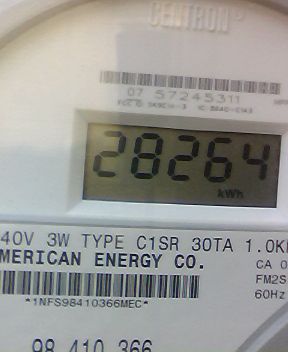 CENTRON
07 57245311
28264
kWh
40V 3W TYPE C1SR 30TA 1.0K
MERICAN ENERGY CO.
CA 0
FM2S
60Hz
*1NFS98410366MEC*
98 410 366